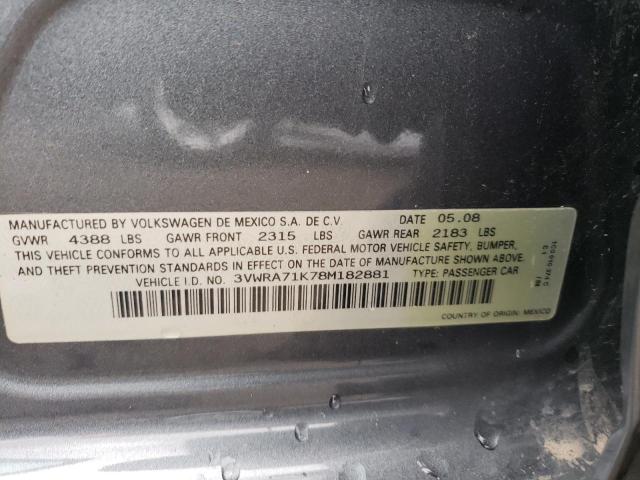 MANUFACTURED BY VOLKSWAGEN DE MEXICO S.A. DE C.V. DATE 05.08
GVWR 4388 LBS GAWR FRONT 2315 LBS GAWR REAR 2183 LBS
THIS VEHICLE CONFORMS TO ALL APPLICABLE U.S. FEDERAL MOTOR VEHICLE SAFETY, BUMPER,
AND THEFT PREVENTION STANDARDS IN EFFECT ON THE DATE OF MANUFACTURE SHOWN ABOVE.
VEHICLE I.D. NO. 3VWRA71K78M182881 TYPE: PASSENGER CAR
COUNTRY OF ORIGIN: MEXICO